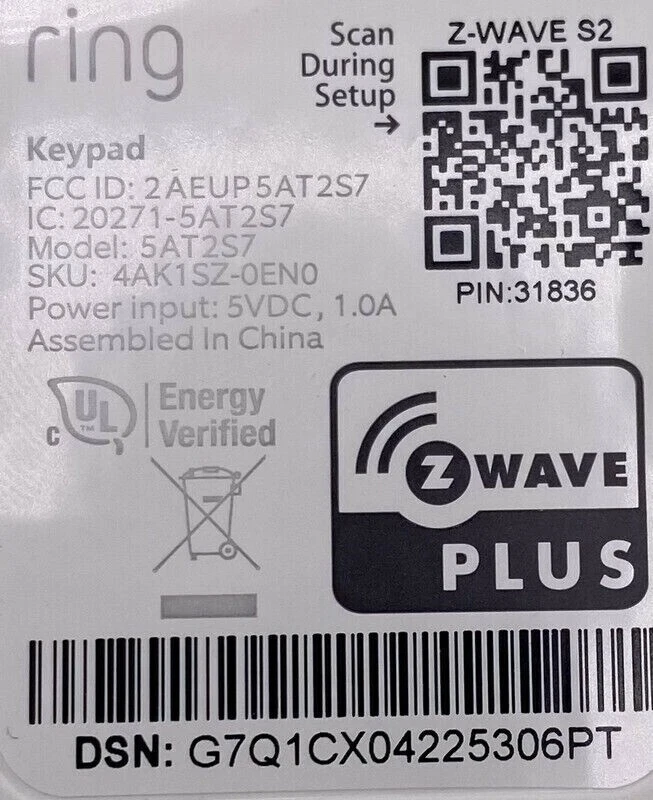 ring
Scan
During
Setup
→
Z-WAVE S2
PIN:31836
Keypad
FCC ID: 2AEUP5AT2S7
IC: 20271-5AT2S7
Model: 5AT2S7
SKU: 4AK1SZ-0EN0
Power input: 5VDC, 1.0A
Assembled In China
C UL TM
Energy
Verified
Z WAVE
PLUS
DSN: G7Q1CX04225306PT